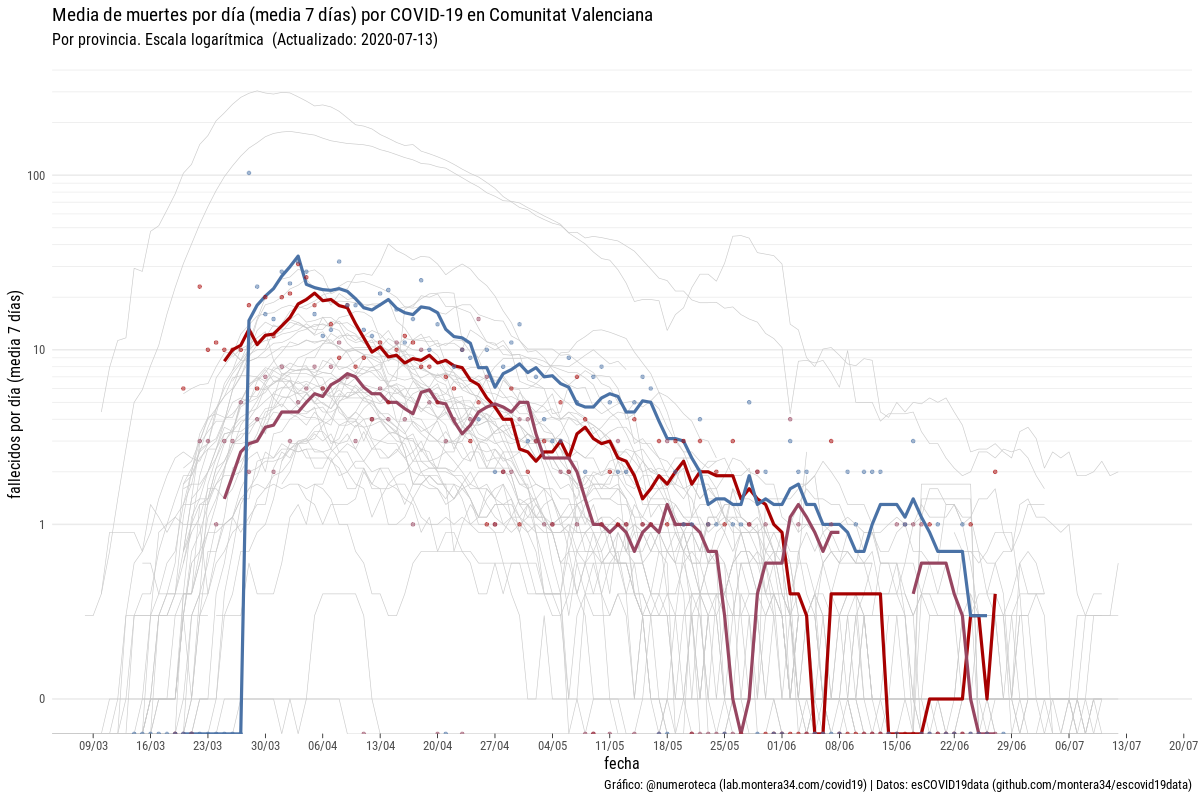 Media de muertes por día (media 7 días) por COVID-19 en Comunitat Valenciana
Por provincia. Escala logarítmica  (Actualizado: 2020-07-13)
fallecidos por día (media  7 días)
100
10
1
0
09/03 16/03 23/03 30/03 06/04 13/04 20/04 27/04 04/05 11/05 18/05 25/05 01/06 08/06 15/06 22/06 29/06 06/07 13/07 20/07
fecha
Gráfico: @numeroteca (lab.montera34.com/covid19) | Datos: esCOVID19data (github.com/montera34/escovid19data)